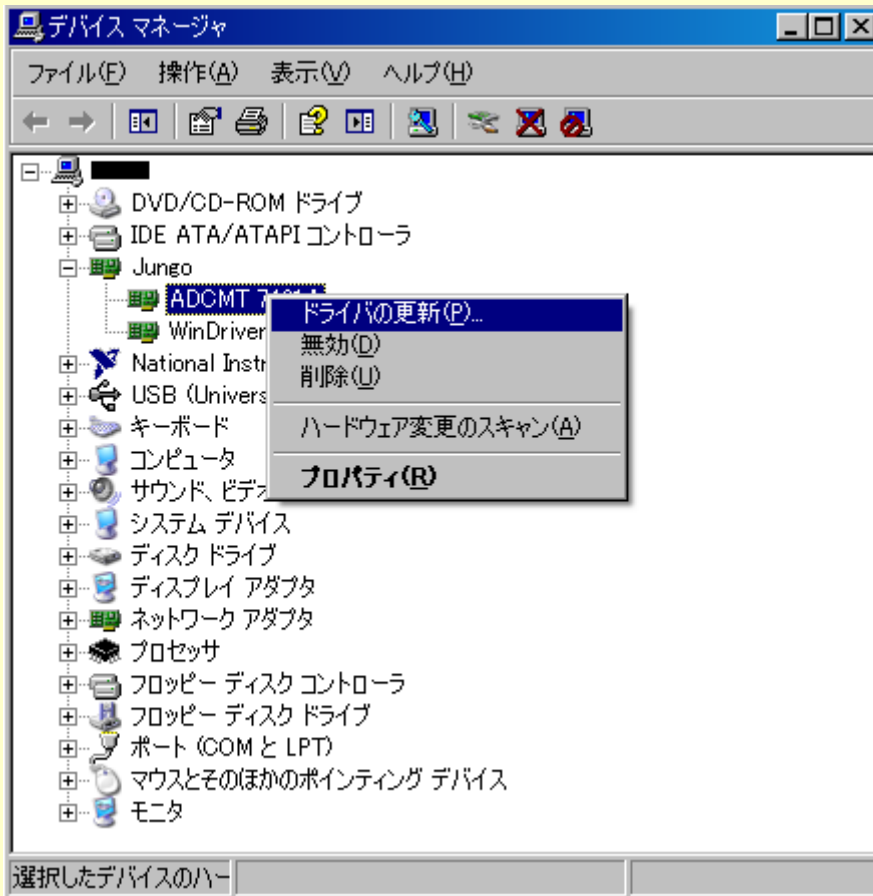 デバイス マネージャ
ファイル(F) 操作(A) 表示(V) ヘルプ(H)
DVD/CD-ROM ドライブ
IDE ATA/ATAPI コントローラ
Jungo
ADCMT
WinDriver
National Instr
USB (Univers
キーボード
コンピュータ
サウンド、ビデオ
システム デバイス
ディスク ドライブ
ディスプレイ アダプタ
ネットワーク アダプタ
プロセッサ
フロッピー ディスク コントローラ
フロッピー ディスク ドライブ
ポート (COM と LPT)
マウスとそのほかのポインティング デバイス
モニタ
ドライバの更新(P)...
無効(D)
削除(U)
ハードウェア変更のスキャン(A)
プロパティ(R)
選択したデバイスのハー